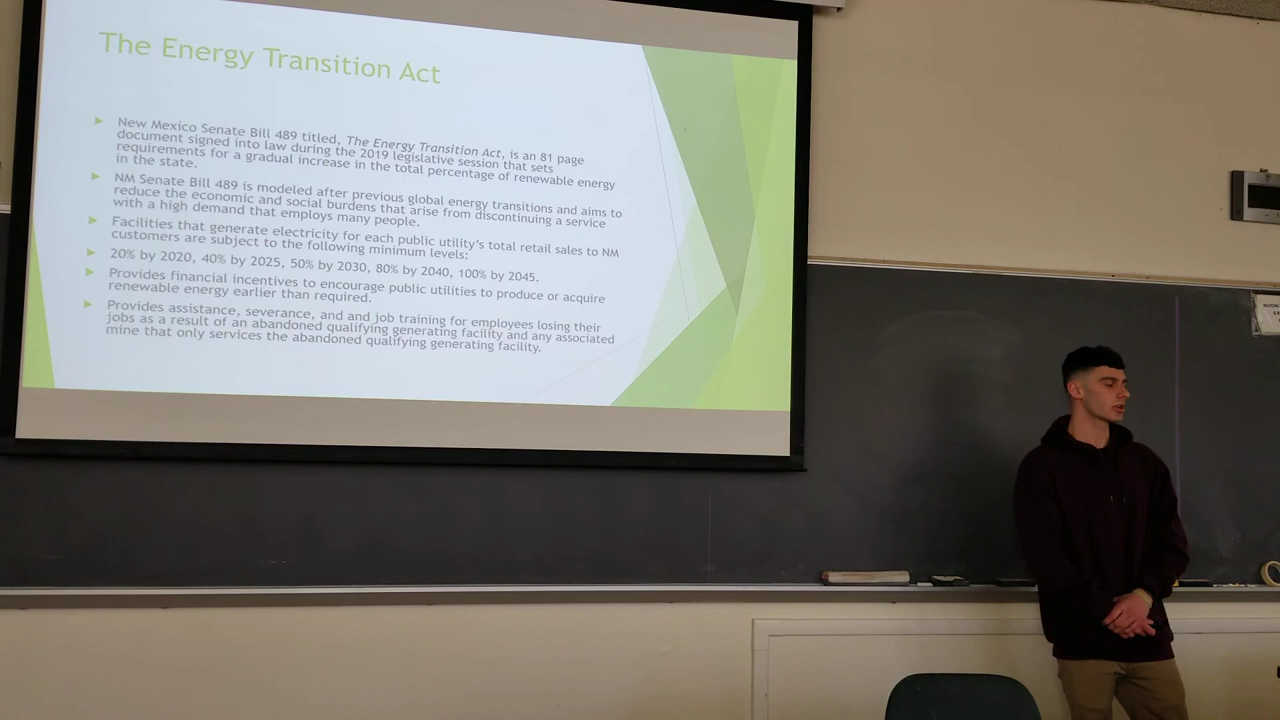 The Energy Transition Act
New Mexico Senate Bill 489 titled, The Energy Transition Act, is an 81 page
document signed into law during the 2019 legislative session that sets
requirements for a gradual increase in the total percentage of renewable energy
in the state.
NM Senate Bill 489 is modeled after previous global energy transitions and aims to
reduce the economic and social burdens that arise from discontinuing a service
with a high demand that employs many people.
Facilities that generate electricity for each public utility's total retail sales to NM
customers are subject to the following minimum levels:
20% by 2020, 40% by 2025, 50% by 2030, 80% by 2040, 100% by 2045.
Provides financial incentives to encourage public utilities to produce or acquire
renewable energy earlier than required.
Provides assistance, severance, and and job training for employees losing their
jobs as a result of an abandoned qualifying generating facility and any associated
mine that only services the abandoned qualifying generating facility.